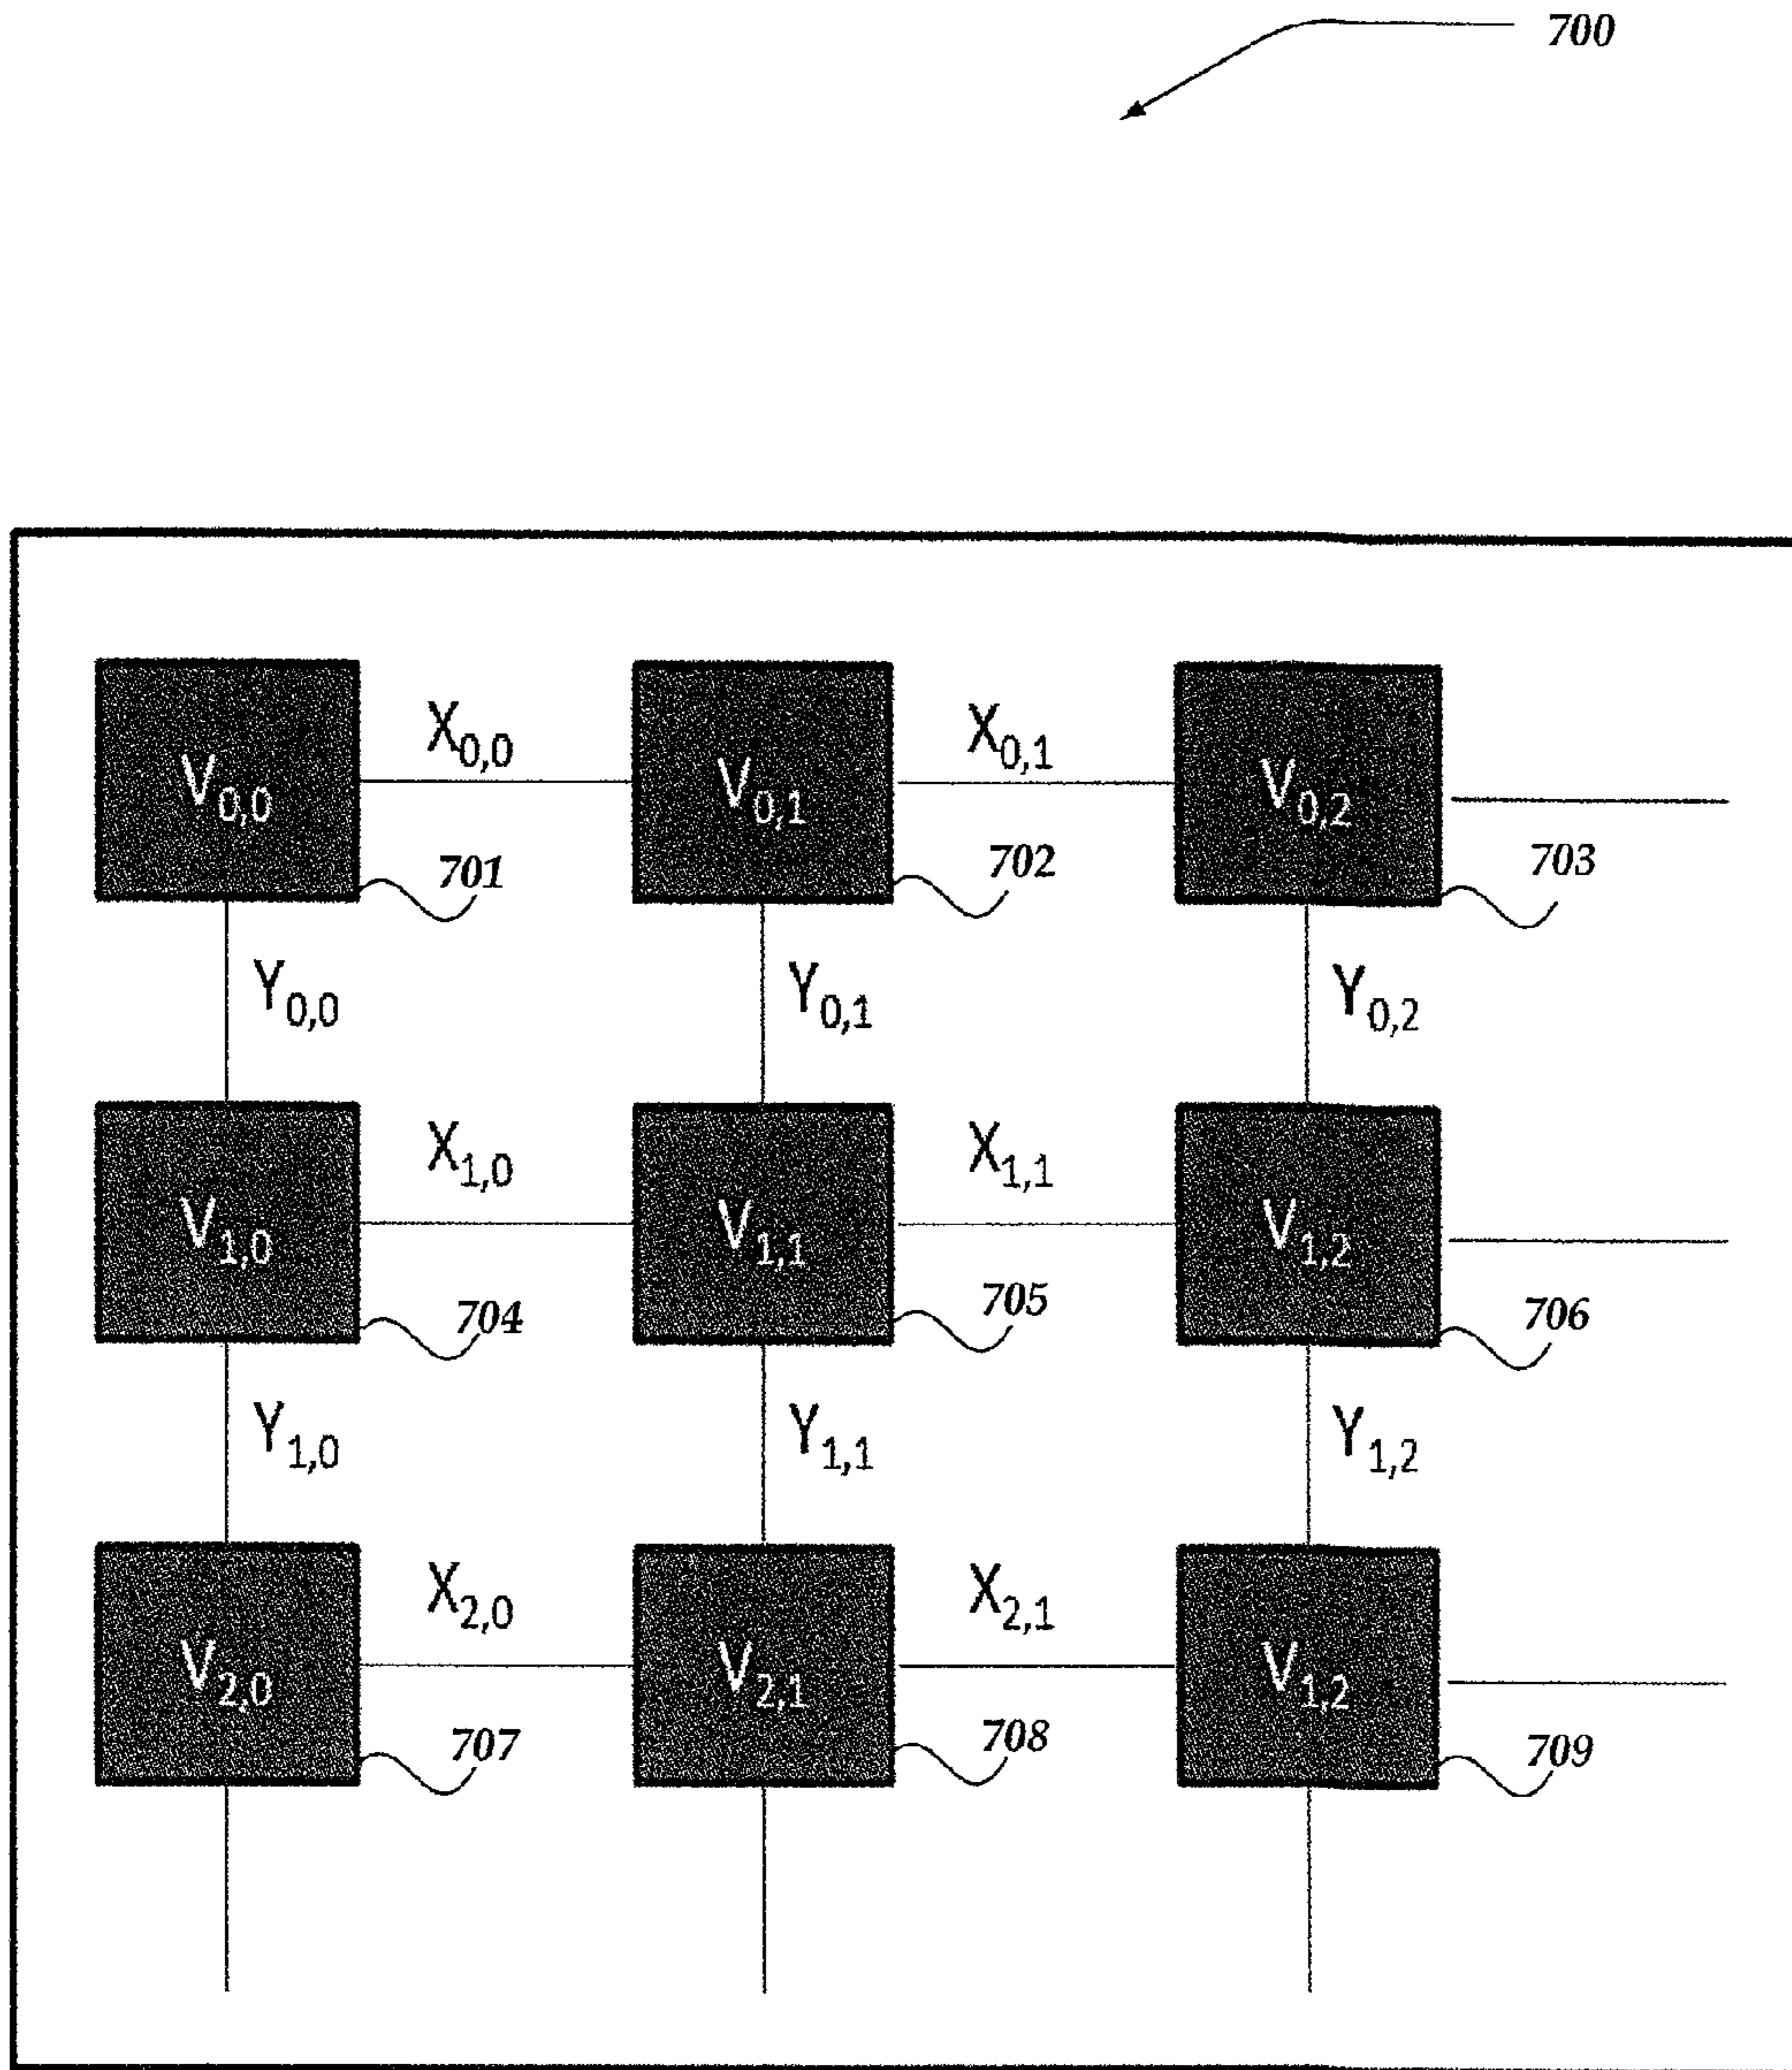 700
X0,0 X0,1
V0,0 V0,1 V0,2
701 702 703
Y0,0 Y0,1 Y0,2
X1,0 X1,1
V1,0 V1,1 V1,2
704 705 706
Y1,0 Y1,1 Y1,2
X2,0 X2,1
V2,0 V2,1 V1,2
707 708 709